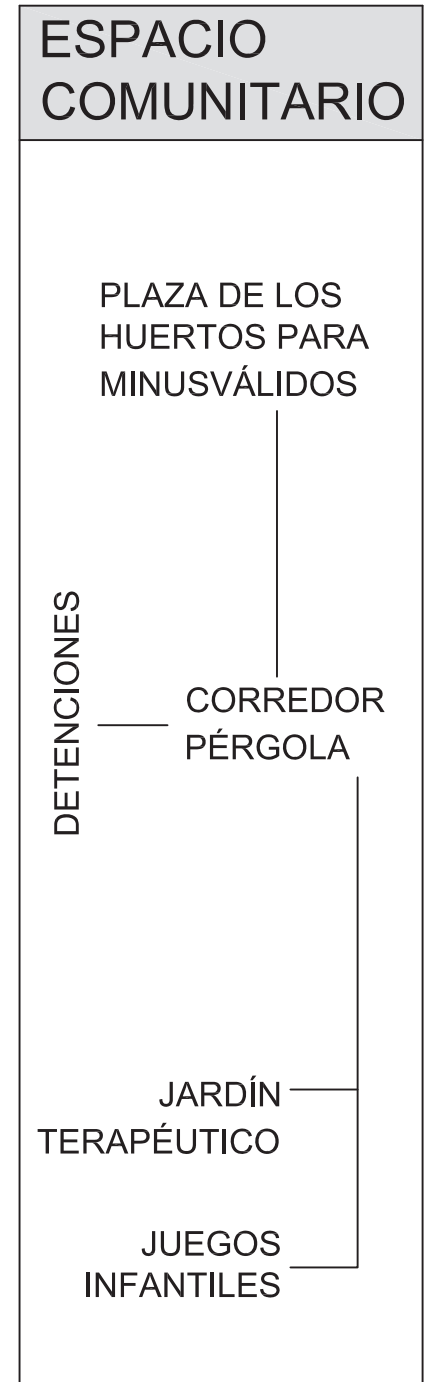 ESPACIO
COMUNITARIO
PLAZA DE LOS
HUERTOS PARA
MINUSVÁLIDOS
DETENCIONES
CORREDOR
PÉRGOLA
JARDÍN
TERAPÉUTICO
JUEGOS
INFANTILES